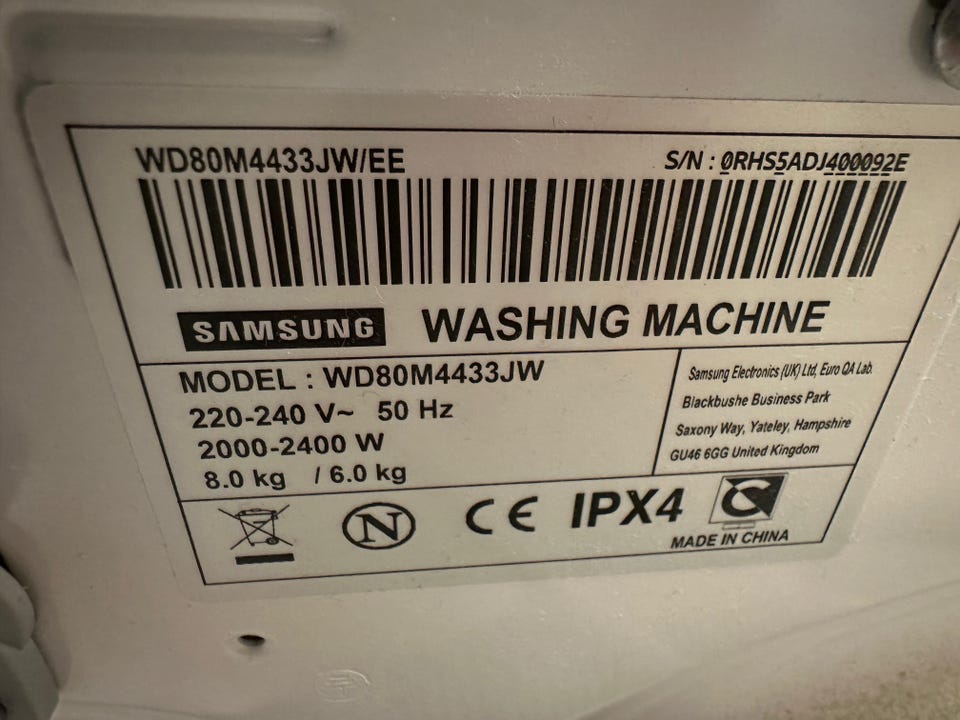 WD80M4433JW/EE
S/N : 0RHS5ADJ400092E
SAMSUNG WASHING MACHINE
MODEL : WD80M4433JW
220-240 V~ 50 Hz
2000-2400 W
8.0 kg / 6.0 kg
Samsung Electronics (UK) Ltd, Euro QA Lab.
Blackbushe Business Park
Saxony Way, Yateley, Hampshire
GU46 6GG United Kingdom
N CE IPX4
MADE IN CHINA